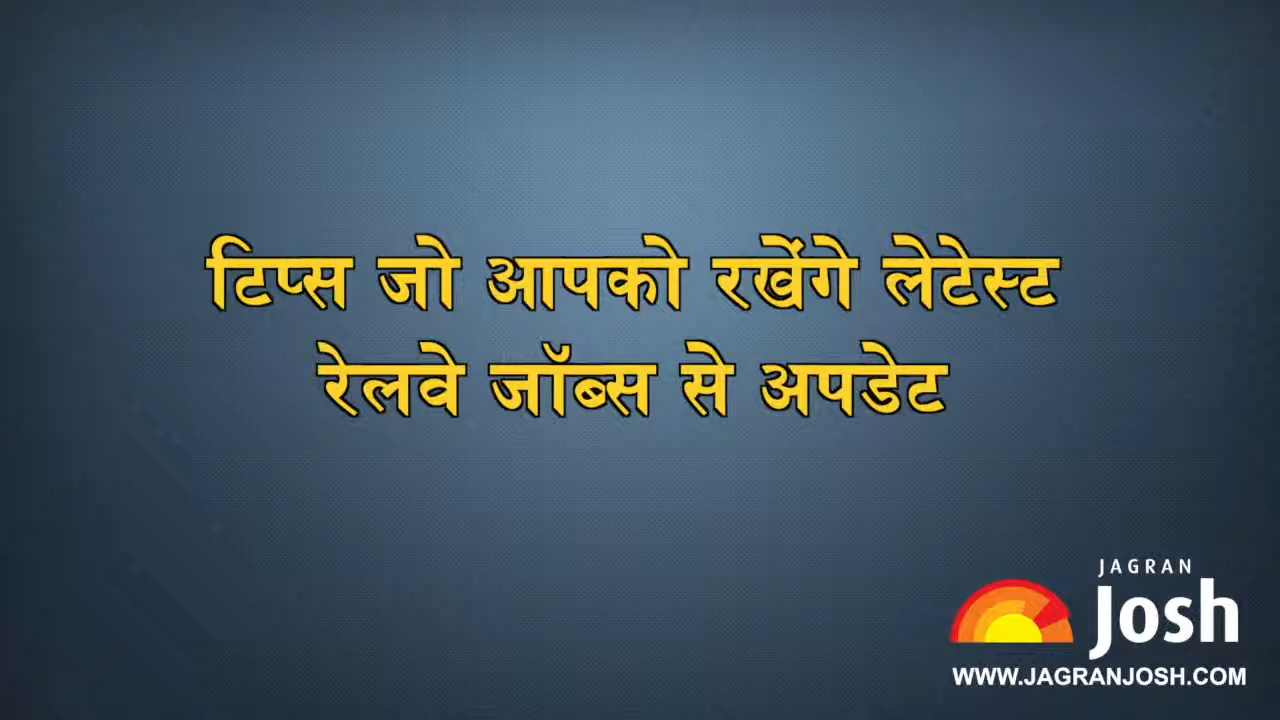 टिप्स जो आपको रखेंगे लेटेस्ट
रेलवे जॉब्स से अपडेट
JAGRAN
Josh
WWW.JAGRANJOSH.COM